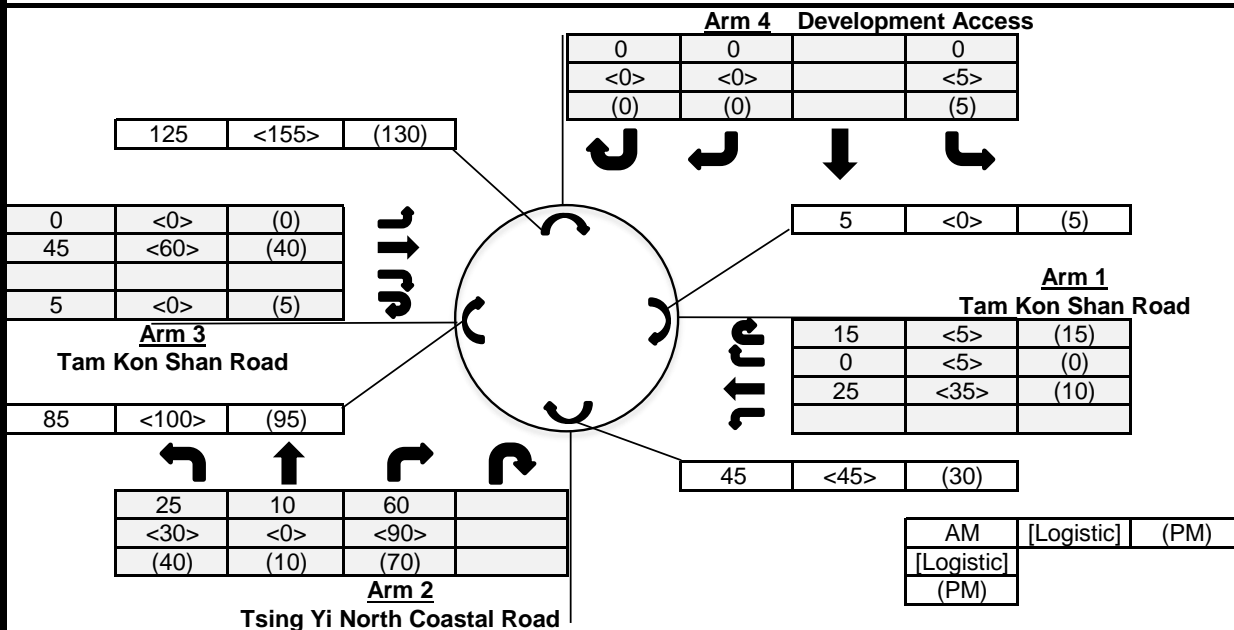 Arm 4 Development Access
0 0 0
<0> <0> <5>
(0) (0) (5)
125 <155> (130)
0 <0> (0)
45 <60> (40)
5 <0> (5)
5 <0> (5)
Arm 1
Tam Kon Shan Road
Arm 3
Tam Kon Shan Road
15 <5> (15)
0 <5> (0)
25 <35> (10)
85 <100> (95)
45 <45> (30)
25 10 60
<30> <0> <90>
(40) (10) (70)
Arm 2
Tsing Yi North Coastal Road
AM [Logistic] (PM)
[Logistic]
(PM)